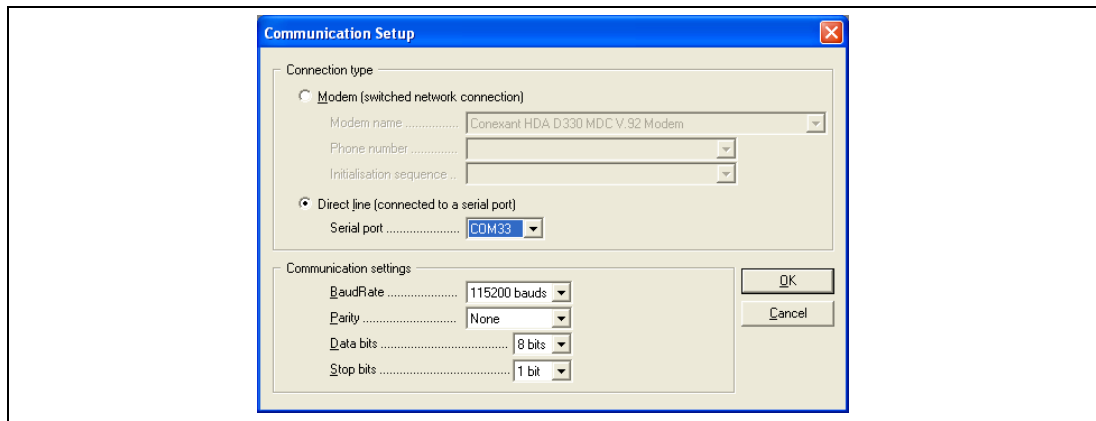 Communication Setup
Connection type
Modem (switched network connection)
Modem name .............. Conexant HDA D330 MDC V.92 Modem
Phone number ............
Initialisation sequence ..
Direct line (connected to a serial port)
Serial port ...................... COM33
Communication settings
BaudRate .................... 115200 bauds
Parity ........................... None
Data bits ..................................... 8 bits
Stop bits ...................................... 1 bit
OK
Cancel